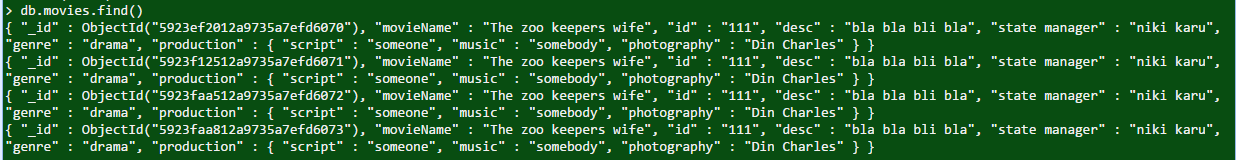 > db.movies.find()
{ "_id" : ObjectId("5923ef2012a9735a7efd6070"), "movieName" : "The zoo keepers wife", "id" : "111", "desc" : "bla bla bli bla", "state manager" : "niki karu",
"genre" : "drama", "production" : { "script" : "someone", "music" : "somebody", "photography" : "Din Charles" } }
{ "_id" : ObjectId("5923f12512a9735a7efd6071"), "movieName" : "The zoo keepers wife", "id" : "111", "desc" : "bla bla bli bla", "state manager" : "niki karu",
"genre" : "drama", "production" : { "script" : "someone", "music" : "somebody", "photography" : "Din Charles" } }
{ "_id" : ObjectId("5923faa512a9735a7efd6072"), "movieName" : "The zoo keepers wife", "id" : "111", "desc" : "bla bla bli bla", "state manager" : "niki karu",
"genre" : "drama", "production" : { "script" : "someone", "music" : "somebody", "photography" : "Din Charles" } }
{ "_id" : ObjectId("5923faa812a9735a7efd6073"), "movieName" : "The zoo keepers wife", "id" : "111", "desc" : "bla bla bli bla", "state manager" : "niki karu",
"genre" : "drama", "production" : { "script" : "someone", "music" : "somebody", "photography" : "Din Charles" } }